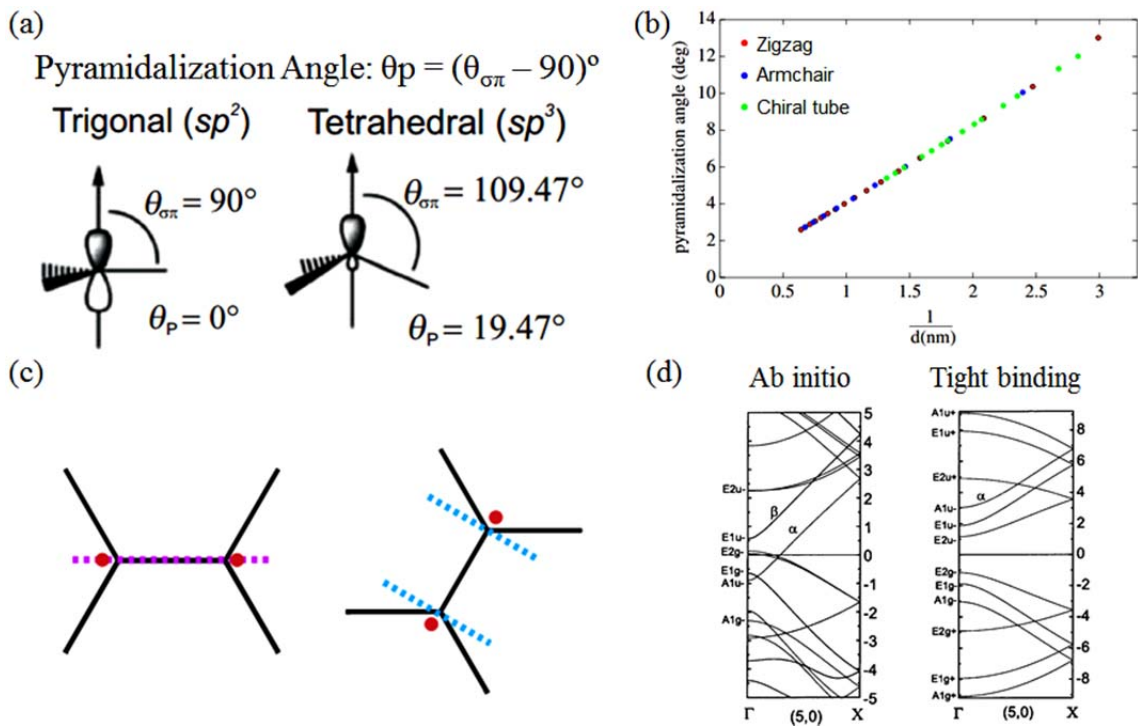 (a)
Pyramidalization Angle: θp = (θσπ – 90)º
Trigonal (sp²)
Tetrahedral (sp³)
θσπ = 90°
θσπ = 109.47°
θP = 0°
θP = 19.47°
(b)
14
12
10
8
6
4
2
0
pyramidalization angle (deg)
Zigzag
Armchair
Chiral tube
0
0.5
1
1.5
2
2.5
3
1
d(nm)
(c)
(d)
Ab initio
Tight binding
E2u-
E1u-
E2g-
E1g-
A1u-
A1g-
β
α
5
4
3
2
1
0
-1
-2
-3
-4
-5
Γ
(5,0)
X
A1u+
E1u+
E2u+
A1u-
E1u-
E2u-
E2g-
E1g-
A1g-
E2g+
E1g+
A1g+
α
8
6
4
2
0
-2
-4
-6
-8
Γ
(5,0)
X